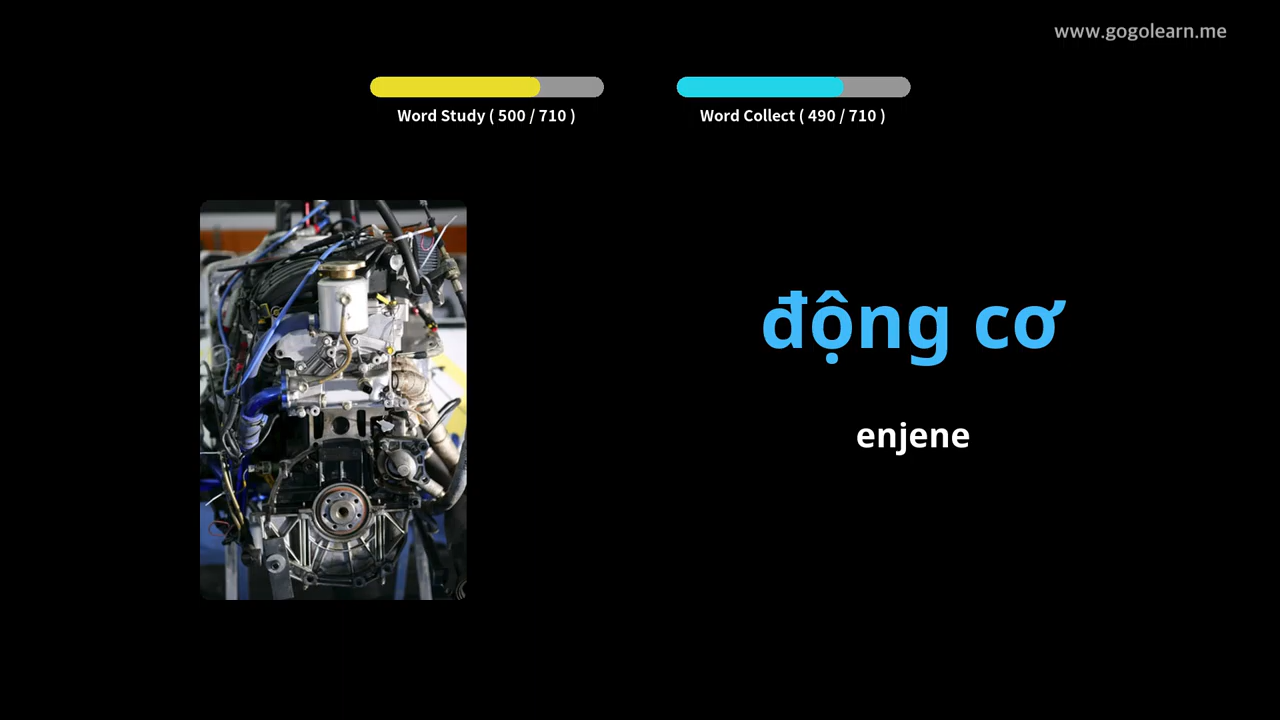 www.gogolearn.me
Word Study ( 500 / 710 )
Word Collect ( 490 / 710 )
động cơ
enjene